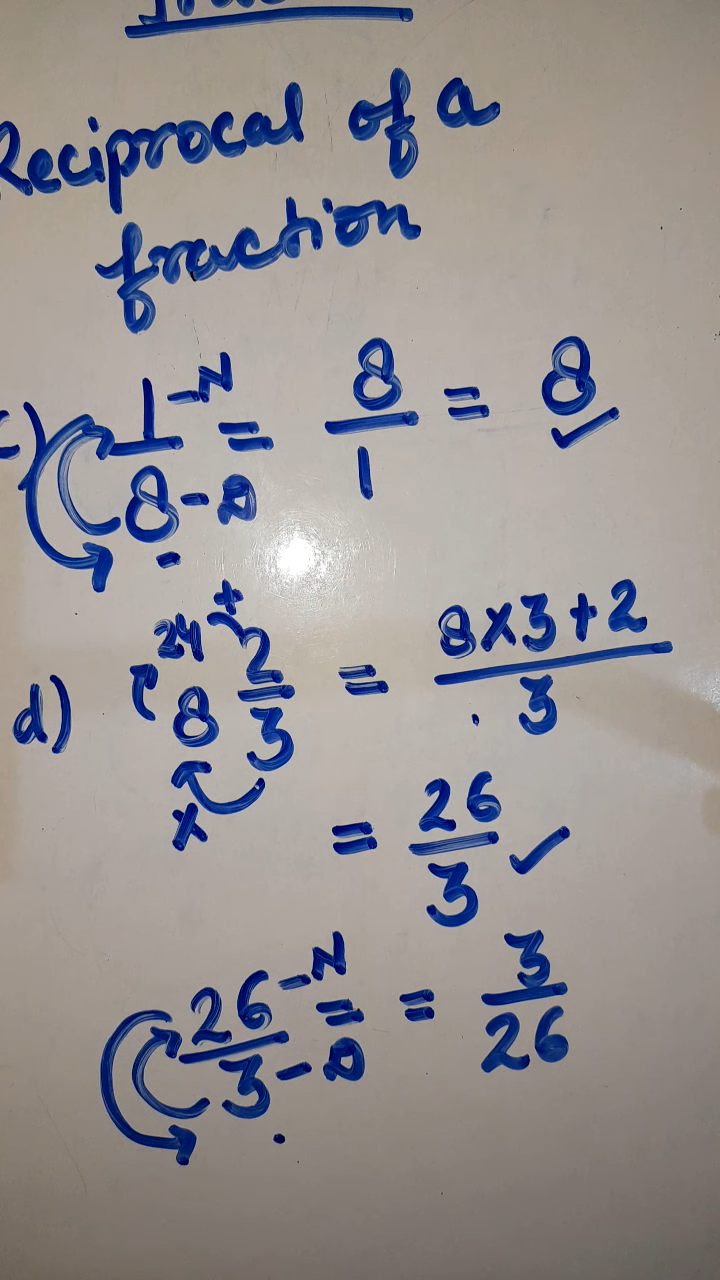 Reciprocal of a
fraction
c) 1/8 -N -D = 8/1 = 8 ✓
d) 8 2/3 = (8×3+2)/3
24 +
×
= 26/3 ✓
26/3 -N -D = = 3/26